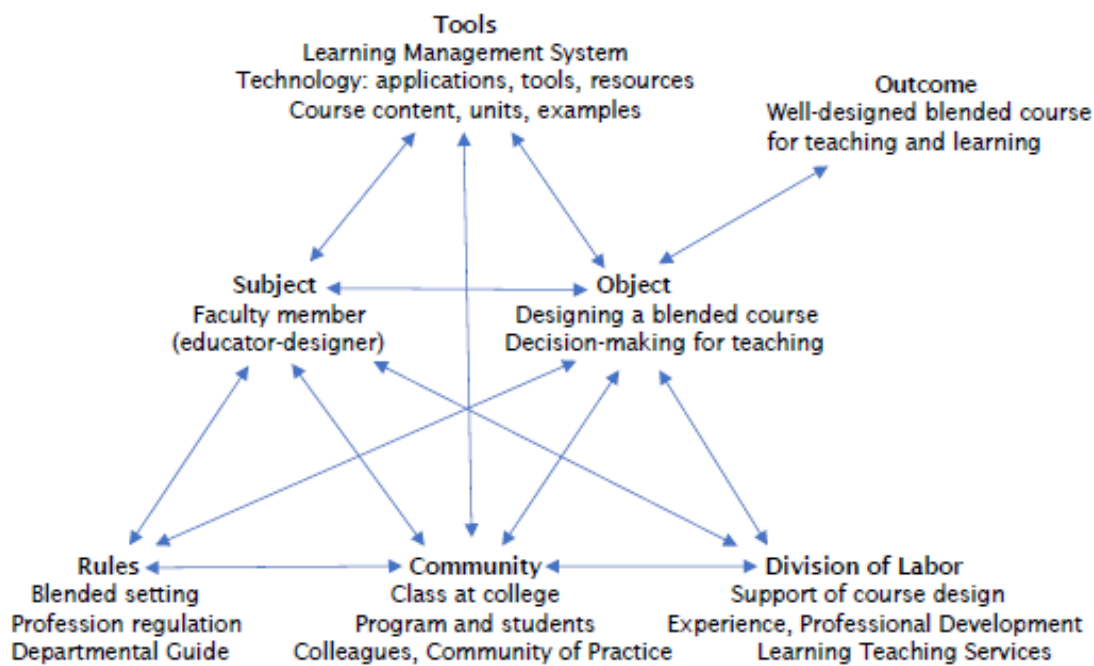 Tools
Learning Management System
Technology: applications, tools, resources
Course content, units, examples
Outcome
Well-designed blended course
for teaching and learning
Subject
Faculty member
(educator-designer)
Object
Designing a blended course
Decision-making for teaching
Rules
Blended setting
Profession regulation
Departmental Guide
Community
Class at college
Program and students
Colleagues, Community of Practice
Division of Labor
Support of course design
Experience, Professional Development
Learning Teaching Services